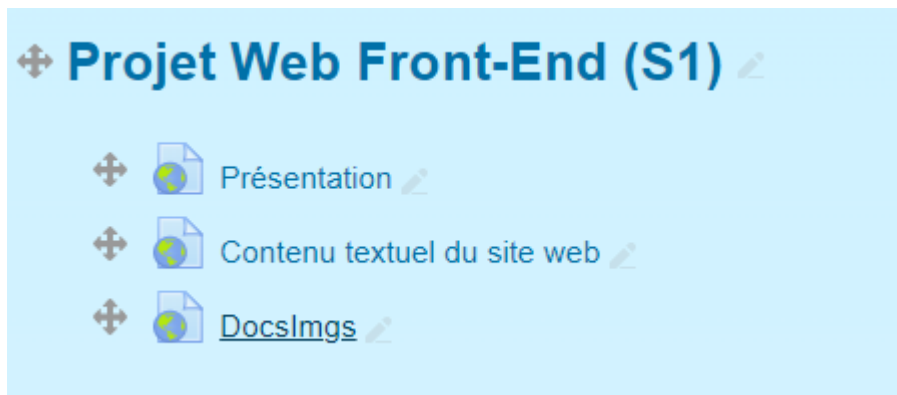 Projet Web Front-End (S1)
Présentation
Contenu textuel du site web
DocsImgs